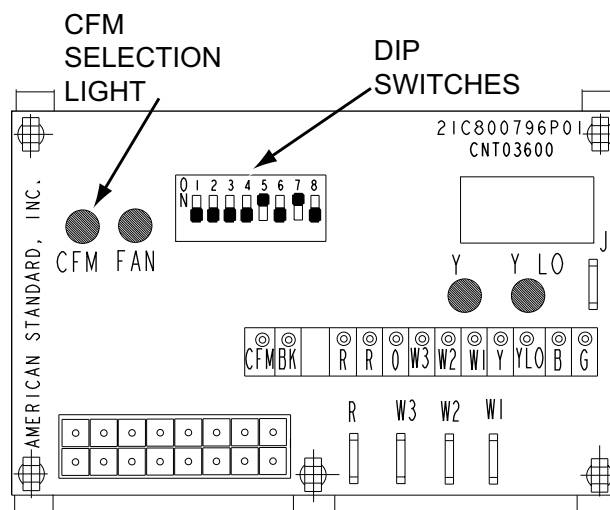 CFM
SELECTION
LIGHT
DIP
SWITCHES
21C800796P01
CNT03600
ON 1 2 3 4 5 6 7 8
CFM FAN
Y Y LO
J
AMERICAN STANDARD, INC.
CFM BK R R O W3 W2 W1 Y YLO B G
R W3 W2 W1